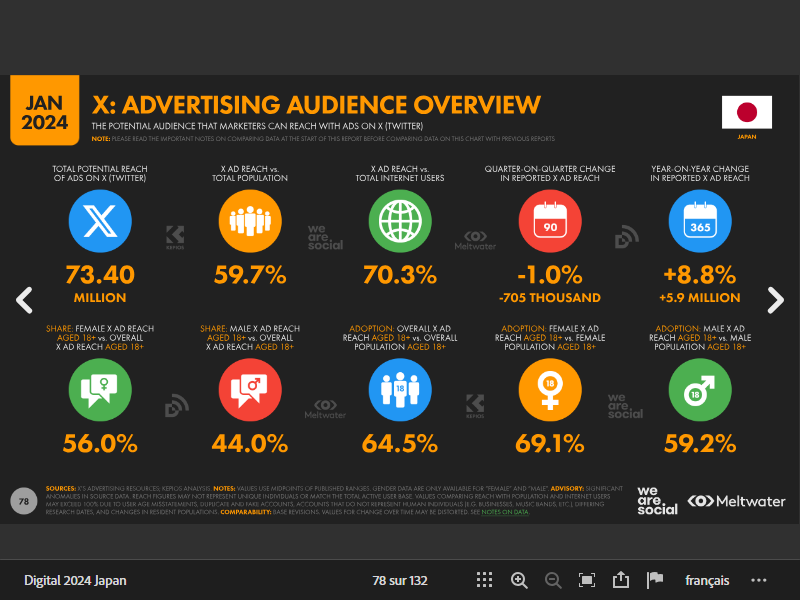 JAN
2024
X: ADVERTISING AUDIENCE OVERVIEW
THE POTENTIAL AUDIENCE THAT MARKETERS CAN REACH WITH ADS ON X (TWITTER)
NOTE: PLEASE READ THE IMPORTANT NOTES ON COMPARING DATA AT THE START OF THIS REPORT BEFORE COMPARING DATA ON THIS CHART WITH PREVIOUS REPORTS
JAPAN
TOTAL POTENTIAL REACH
OF ADS ON X (TWITTER)
73.40
MILLION
X AD REACH vs.
TOTAL POPULATION
59.7%
X AD REACH vs.
TOTAL INTERNET USERS
70.3%
QUARTER-ON-QUARTER CHANGE
IN REPORTED X AD REACH
90
-1.0%
-705 THOUSAND
YEAR-ON-YEAR CHANGE
IN REPORTED X AD REACH
365
+8.8%
+5.9 MILLION
KEPIOS
we
are.
social
Meltwater
SHARE: FEMALE X AD REACH
AGED 18+ vs. OVERALL
X AD REACH AGED 18+
56.0%
SHARE: MALE X AD REACH
AGED 18+ vs. OVERALL
X AD REACH AGED 18+
44.0%
ADOPTION: OVERALL X AD
REACH AGED 18+ vs. OVERALL
POPULATION AGED 18+
18
64.5%
ADOPTION: FEMALE X AD
REACH AGED 18+ vs. FEMALE
POPULATION AGED 18+
18
69.1%
ADOPTION: MALE X AD
REACH AGED 18+ vs. MALE
POPULATION AGED 18+
18
59.2%
Meltwater
KEPIOS
we
are.
social
78
SOURCES: X'S ADVERTISING RESOURCES; KEPIOS ANALYSIS. NOTES: VALUES USE MIDPOINTS OF PUBLISHED RANGES. GENDER DATA ARE ONLY AVAILABLE FOR "FEMALE" AND "MALE". ADVISORY: SIGNIFICANT
ANOMALIES IN SOURCE DATA. REACH FIGURES MAY NOT REPRESENT UNIQUE INDIVIDUALS OR MATCH THE TOTAL ACTIVE USER BASE. VALUES COMPARING REACH WITH POPULATION AND INTERNET USERS
MAY EXCEED 100% DUE TO USER AGE MISSTATEMENTS, DUPLICATE AND FAKE ACCOUNTS, ACCOUNTS THAT DO NOT REPRESENT HUMAN INDIVIDUALS (E.G. BUSINESSES, MUSIC BANDS, ETC.), DIFFERING
RESEARCH DATES, AND CHANGES IN RESIDENT POPULATIONS. COMPARABILITY: BASE REVISIONS. VALUES FOR CHANGE OVER TIME MAY BE DISTORTED. SEE NOTES ON DATA.
we
are.
social
Meltwater
Digital 2024 Japan
78 sur 132
français